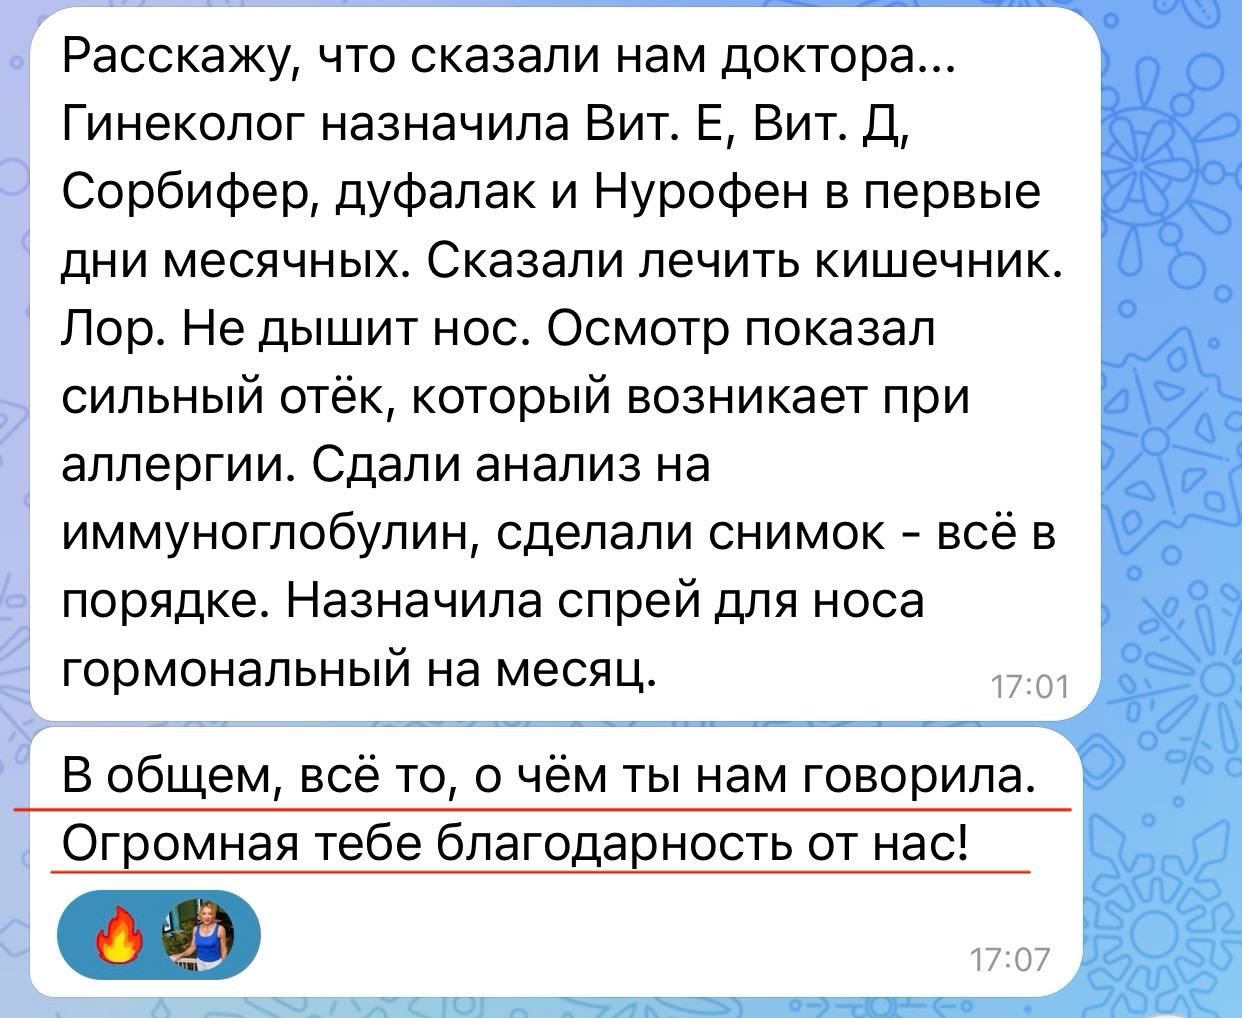 Расскажу, что сказали нам доктора...
Гинеколог назначила Вит. Е, Вит. Д,
Сорбифер, дуфалак и Нурофен в первые
дни месячных. Сказали лечить кишечник.
Лор. Не дышит нос. Осмотр показал
сильный отёк, который возникает при
аллергии. Сдали анализ на
иммуноглобулин, сделали снимок - всё в
порядке. Назначила спрей для носа
гормональный на месяц.
17:01
В общем, всё то, о чём ты нам говорила.
Огромная тебе благодарность от нас!
17:07